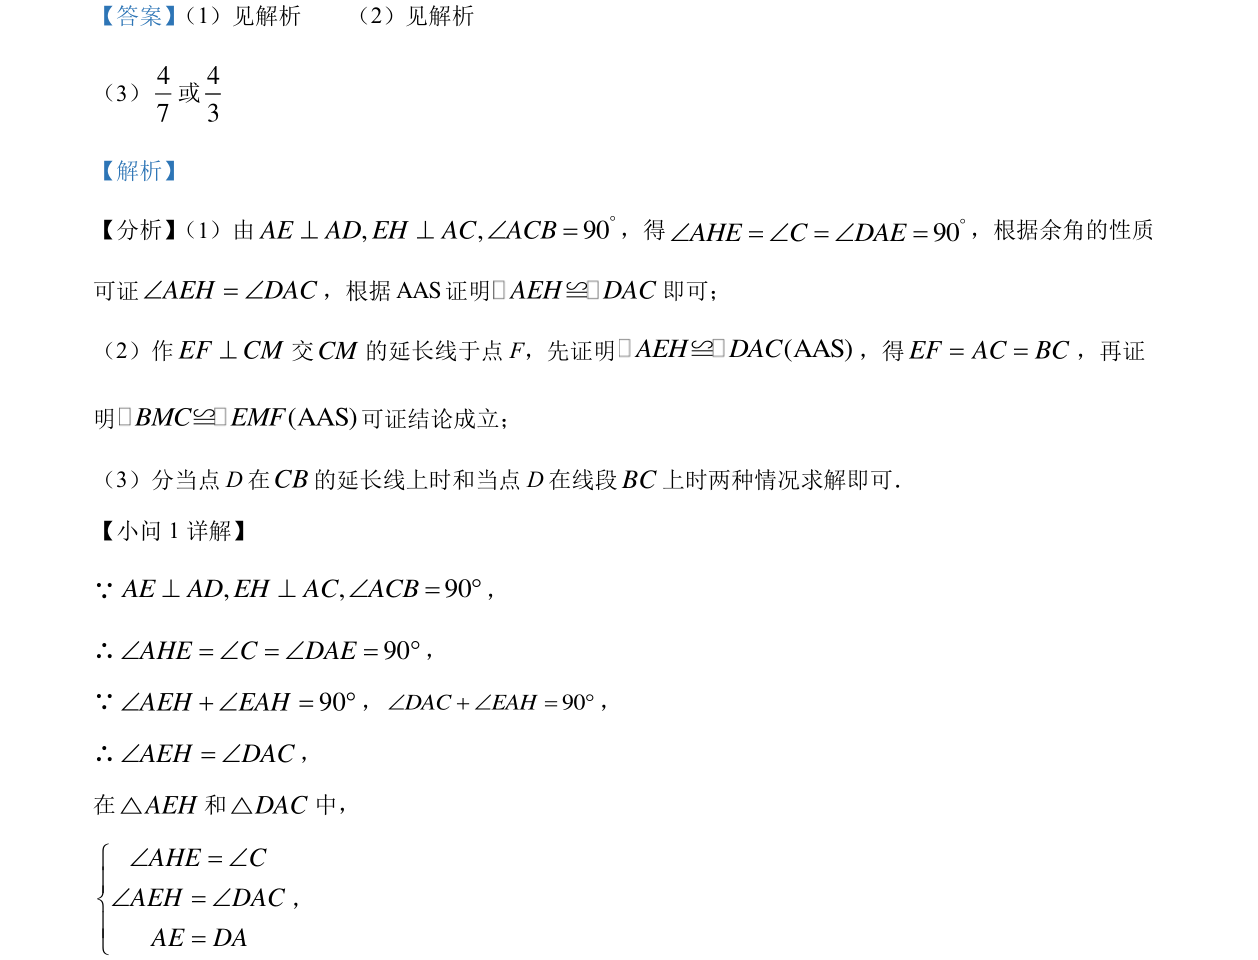 【答案】（1）见解析　　（2）见解析
（3）4/7 或 4/3
【解析】
【分析】（1）由 AE ⊥ AD, EH ⊥ AC, ∠ACB = 90°，得 ∠AHE = ∠C = ∠DAE = 90°，根据余角的性质
可证 ∠AEH = ∠DAC，根据 AAS 证明□AEH≌□DAC 即可；
（2）作 EF ⊥ CM 交 CM 的延长线于点 F，先证明□AEH≌□DAC(AAS)，得 EF = AC = BC，再证
明□BMC≌□EMF(AAS) 可证结论成立；
（3）分当点 D 在 CB 的延长线上时和当点 D 在线段 BC 上时两种情况求解即可．
【小问 1 详解】
∵ AE ⊥ AD, EH ⊥ AC, ∠ACB = 90°，
∴ ∠AHE = ∠C = ∠DAE = 90°，
∵ ∠AEH + ∠EAH = 90°，∠DAC + ∠EAH = 90°，
∴ ∠AEH = ∠DAC，
在 △AEH 和 △DAC 中，
{ ∠AHE = ∠C
∠AEH = ∠DAC，
AE = DA